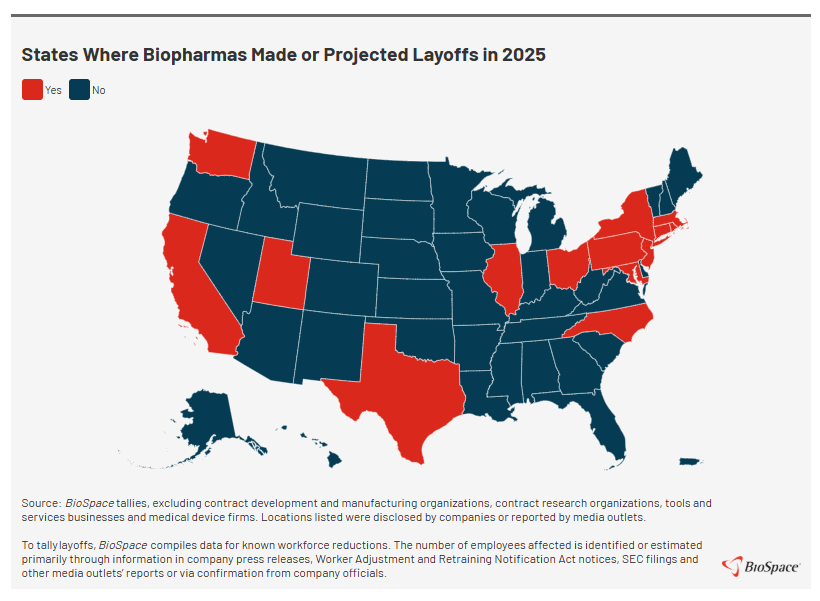 States Where Biopharmas Made or Projected Layoffs in 2025
Yes No
Source: BioSpace tallies, excluding contract development and manufacturing organizations, contract research organizations, tools and
services businesses and medical device firms. Locations listed were disclosed by companies or reported by media outlets.
To tally layoffs, BioSpace compiles data for known workforce reductions. The number of employees affected is identified or estimated
primarily through information in company press releases, Worker Adjustment and Retraining Notification Act notices, SEC filings and
other media outlets' reports or via confirmation from company officials.
BioSpace